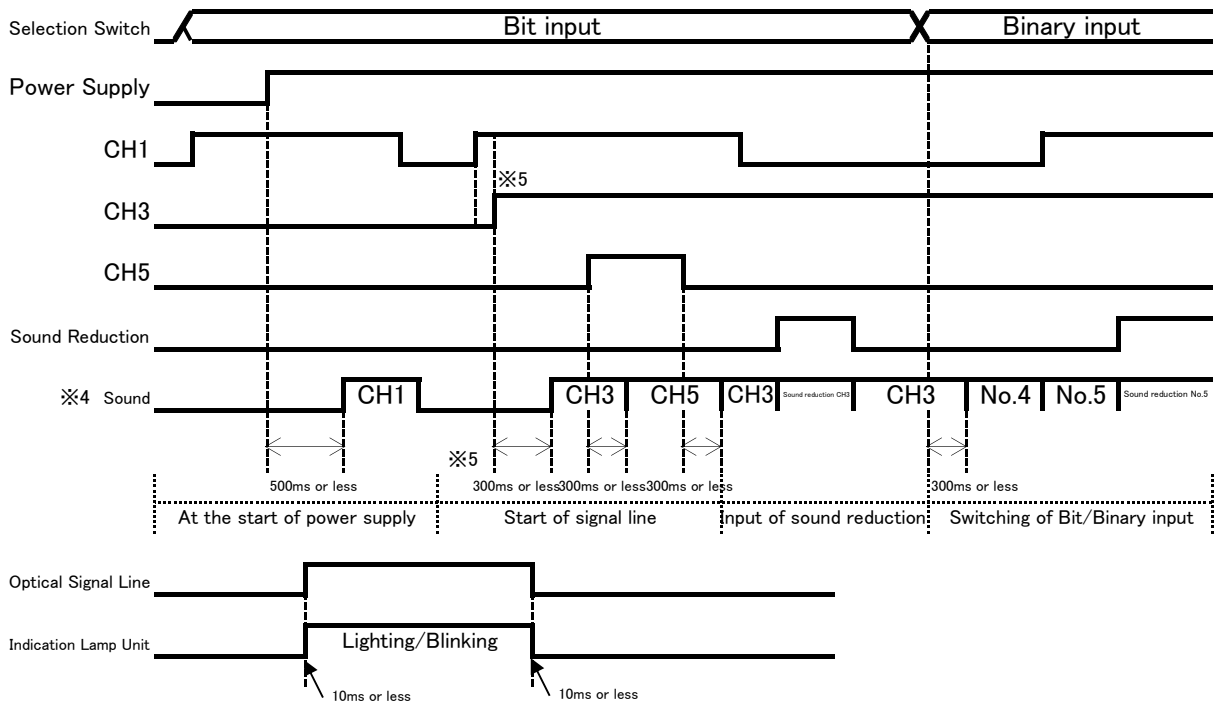 Selection Switch Bit input Binary input
Power Supply
CH1
※5
CH3
CH5
Sound Reduction
※4 Sound CH1 CH3 CH5 CH3 Sound reduction CH3 CH3 No.4 No.5 Sound reduction No.5
※5
500ms or less 300ms or less 300ms or less 300ms or less 300ms or less
At the start of power supply Start of signal line Input of sound reduction Switching of Bit/Binary input
Optical Signal Line
Indication Lamp Unit Lighting/Blinking
10ms or less 10ms or less